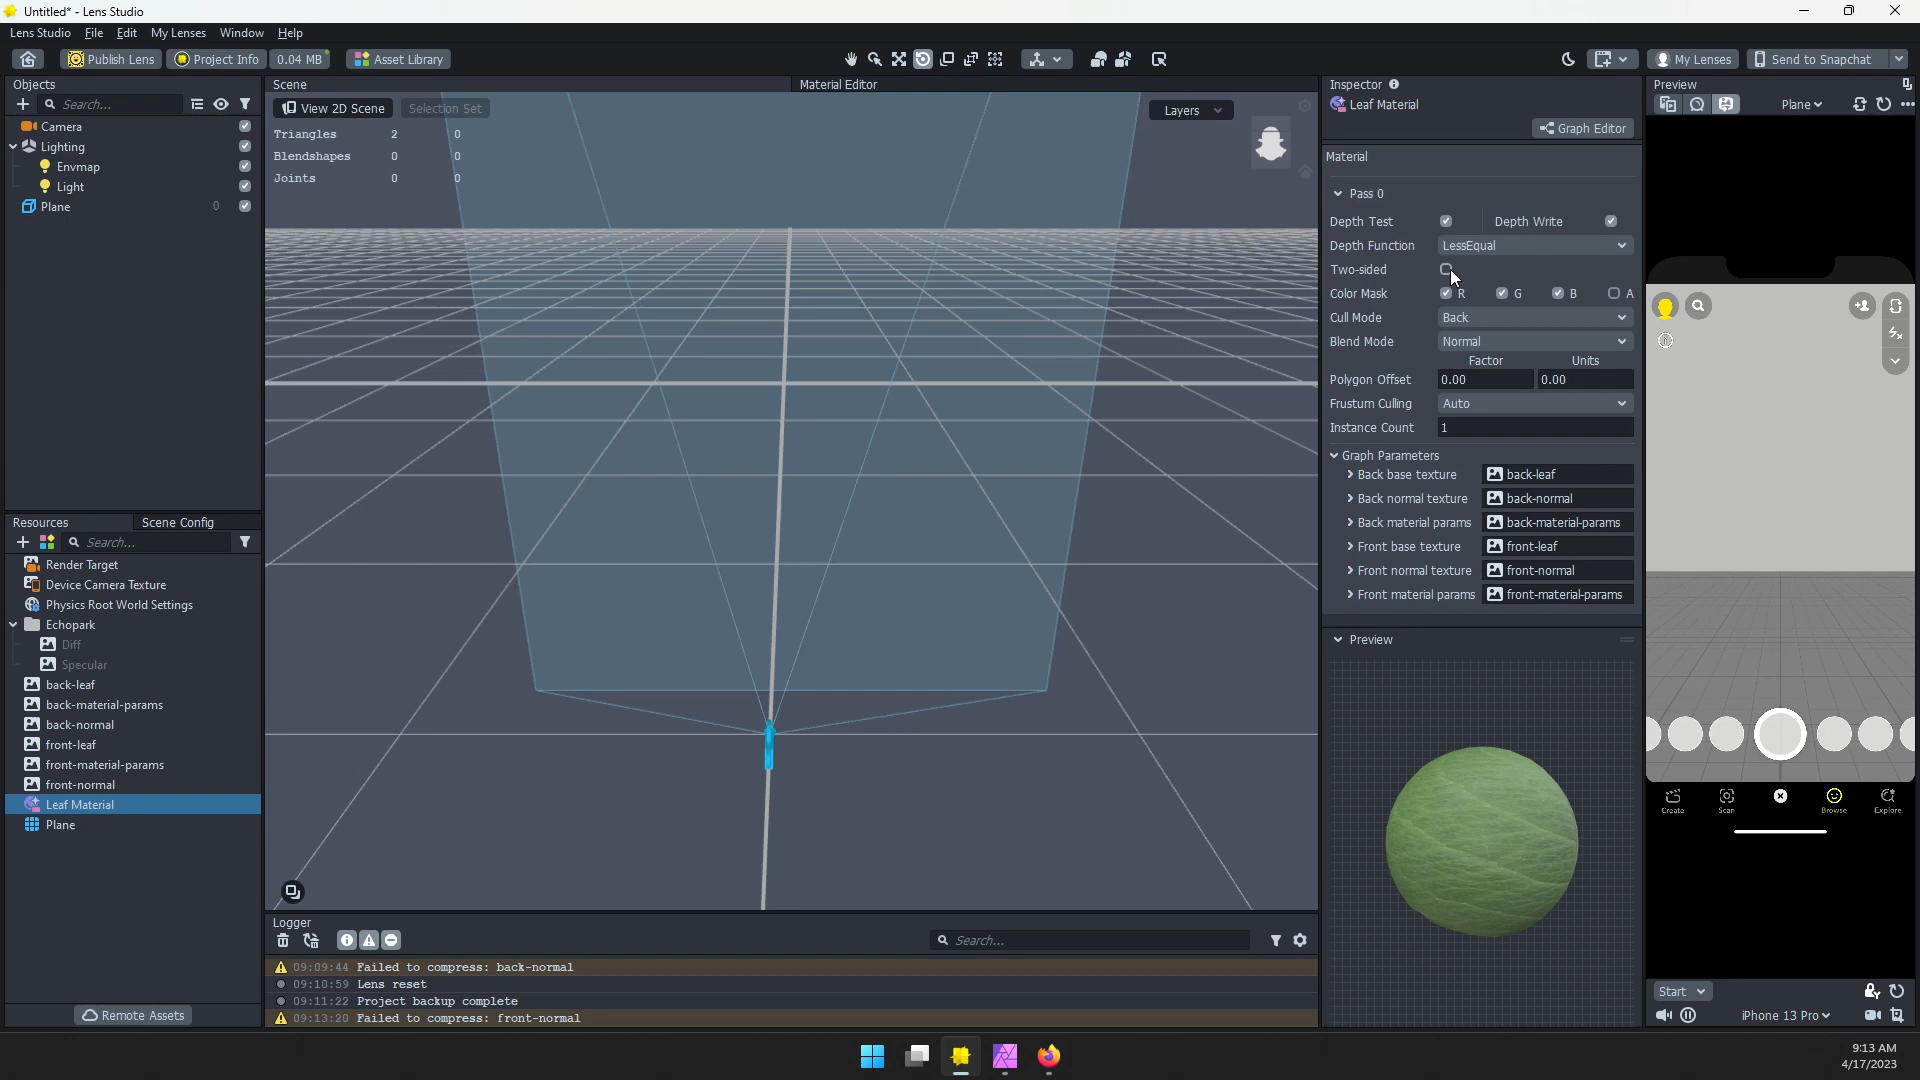 Untitled* - Lens Studio
Lens Studio File Edit My Lenses Window Help
Publish Lens Project Info 0.04 MB Asset Library My Lenses Send to Snapchat
Objects
Search...
Camera
Lighting
Envmap
Light
Plane 0
Resources Scene Config
Search...
Render Target
Device Camera Texture
Physics Root World Settings
Echopark
Diff
Specular
back-leaf
back-material-params
back-normal
front-leaf
front-material-params
front-normal
Leaf Material
Plane
Remote Assets
Scene Material Editor
View 2D Scene Selection Set Layers
Triangles 2 0
Blendshapes 0 0
Joints 0 0
Logger
Search...
09:09:44 Failed to compress: back-normal
09:10:59 Lens reset
09:11:22 Project backup complete
09:13:20 Failed to compress: front-normal
Inspector
Leaf Material
Graph Editor
Material
Pass 0
Depth Test Depth Write
Depth Function LessEqual
Two-sided
Color Mask R G B A
Cull Mode Back
Blend Mode Normal
Factor Units
Polygon Offset 0.00 0.00
Frustum Culling Auto
Instance Count 1
Graph Parameters
Back base texture back-leaf
Back normal texture back-normal
Back material params back-material-params
Front base texture front-leaf
Front normal texture front-normal
Front material params front-material-params
Preview
Preview
Plane
Create Scan Browse Explore
Start
iPhone 13 Pro
9:13 AM
4/17/2023